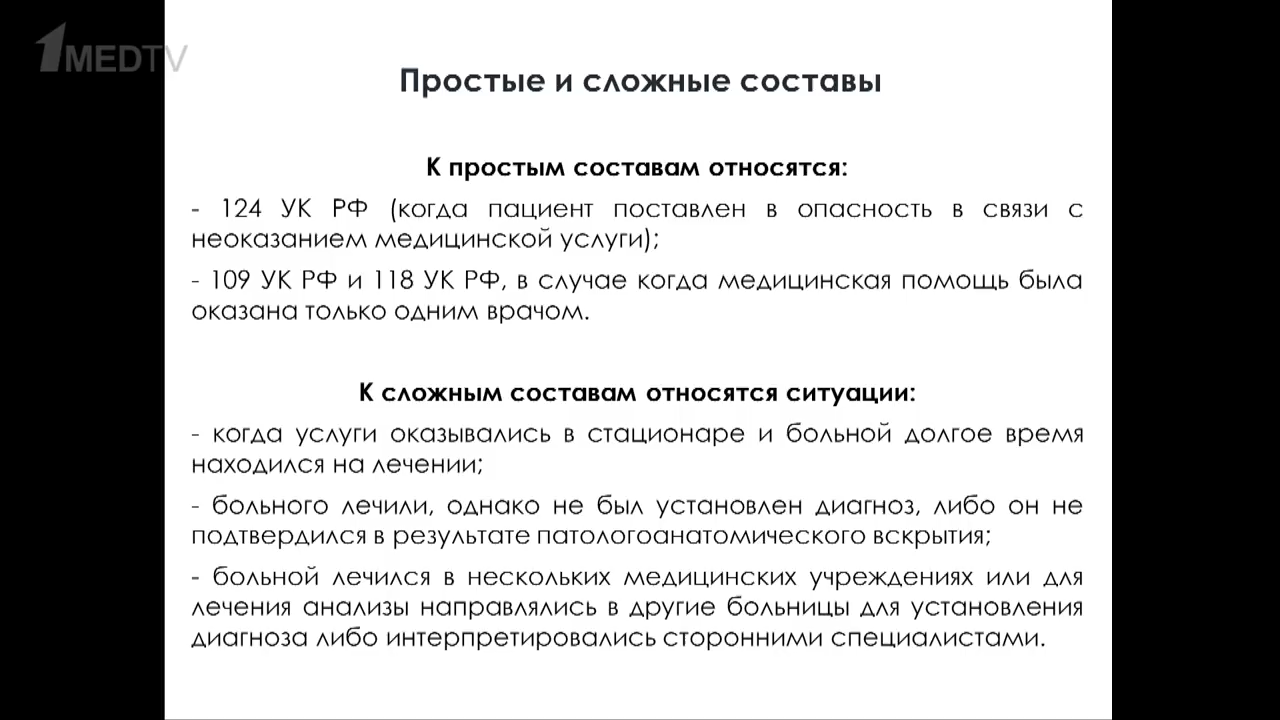 1MEDTV
Простые и сложные составы
К простым составам относятся:
- 124 УК РФ (когда пациент поставлен в опасность в связи с
неоказанием медицинской услуги);
- 109 УК РФ и 118 УК РФ, в случае когда медицинская помощь была
оказана только одним врачом.
К сложным составам относятся ситуации:
- когда услуги оказывались в стационаре и больной долгое время
находился на лечении;
- больного лечили, однако не был установлен диагноз, либо он не
подтвердился в результате патологоанатомического вскрытия;
- больной лечился в нескольких медицинских учреждениях или для
лечения анализы направлялись в другие больницы для установления
диагноза либо интерпретировались сторонними специалистами.